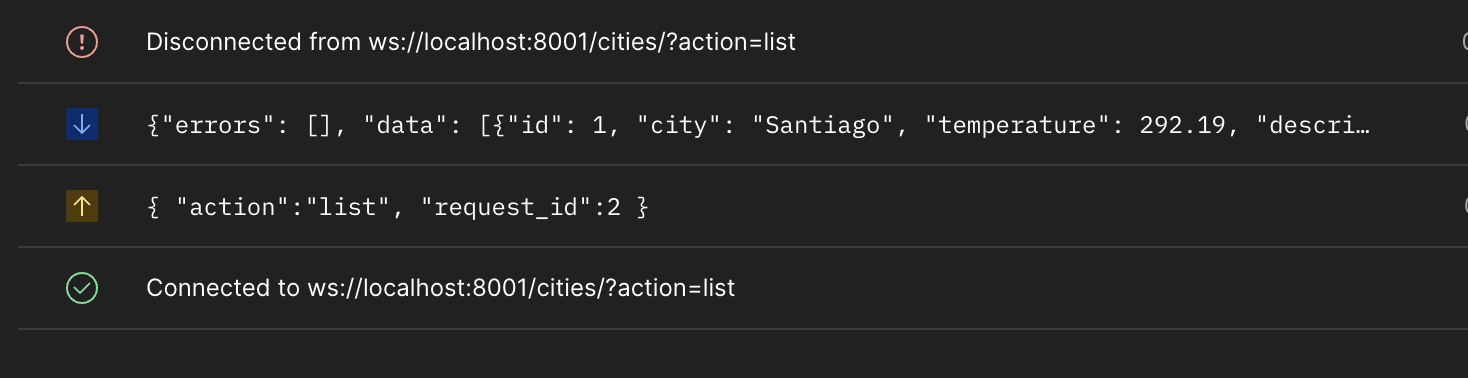 Disconnected from ws://localhost:8001/cities/?action=list
{"errors": [], "data": [{"id": 1, "city": "Santiago", "temperature": 292.19, "descri…
{ "action":"list", "request_id":2 }
Connected to ws://localhost:8001/cities/?action=list